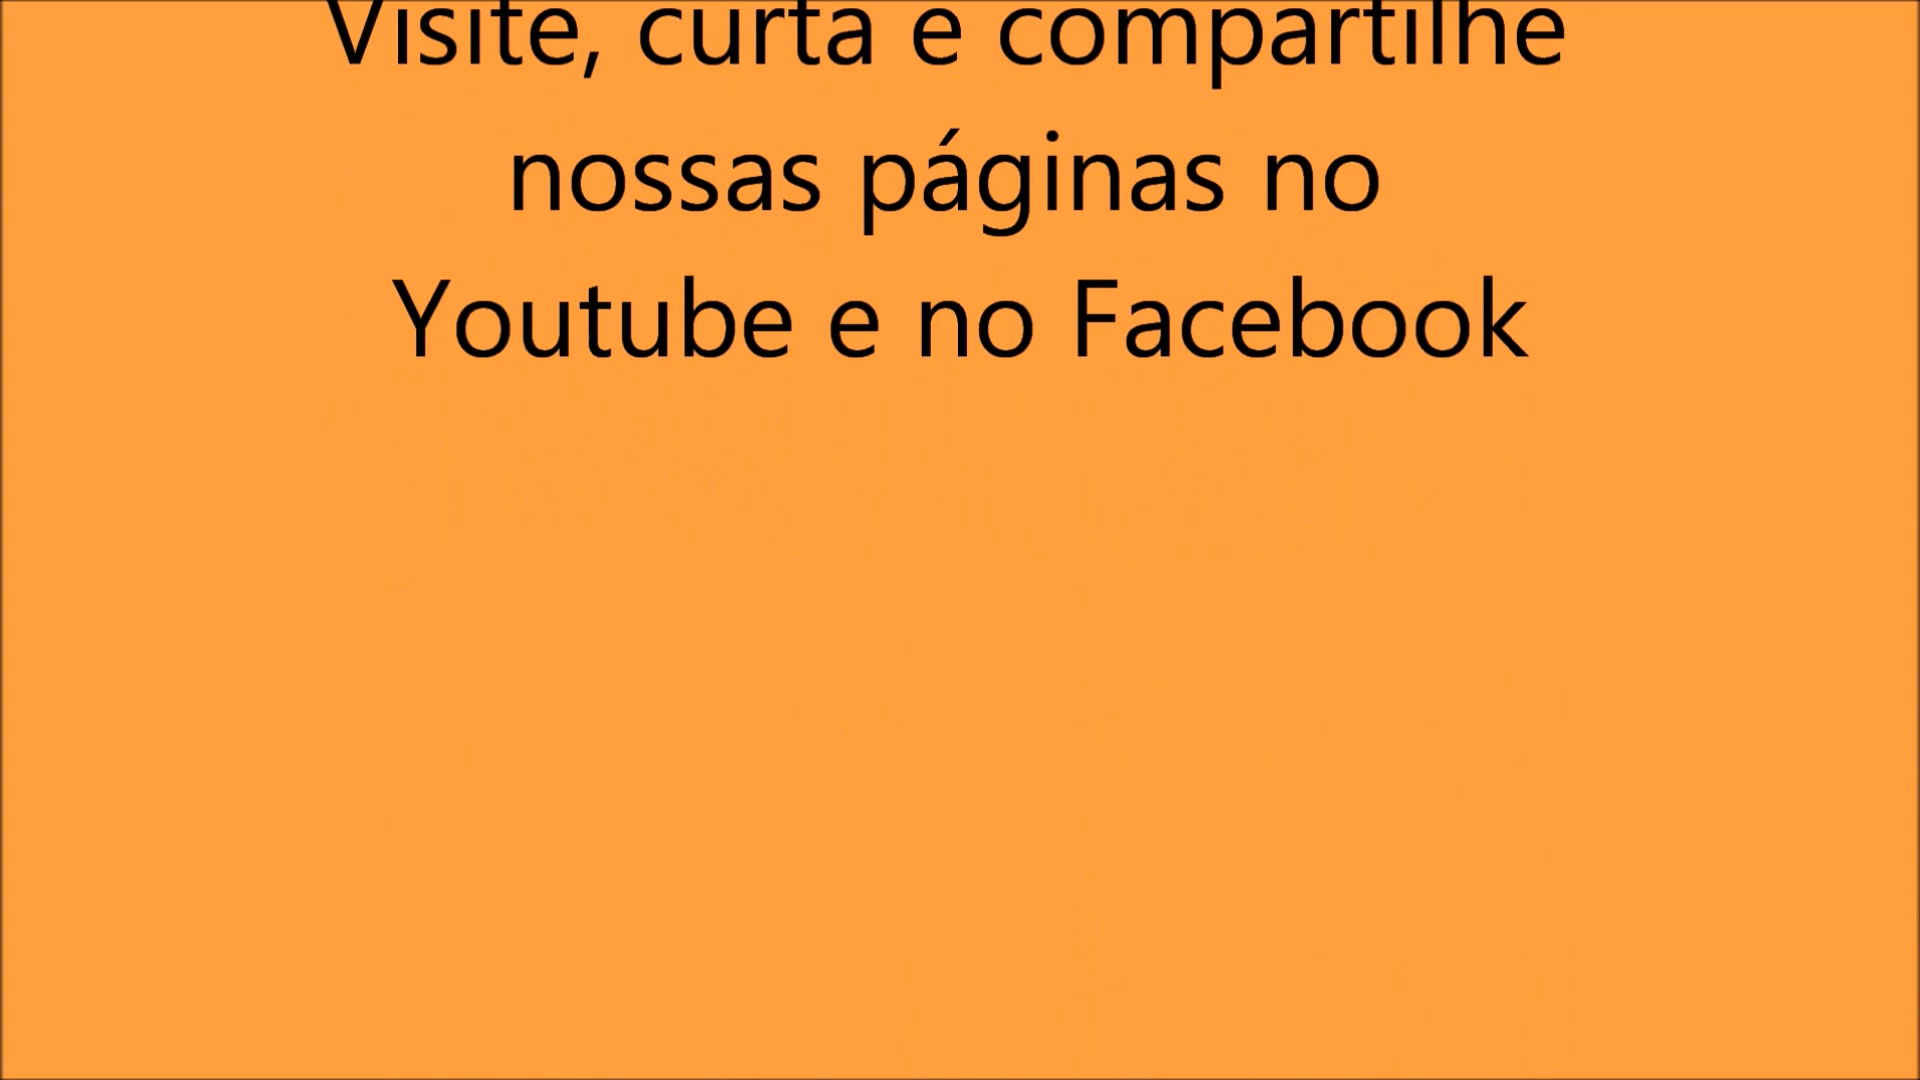 Visite, curta e compartilhe
nossas páginas no
Youtube e no Facebook